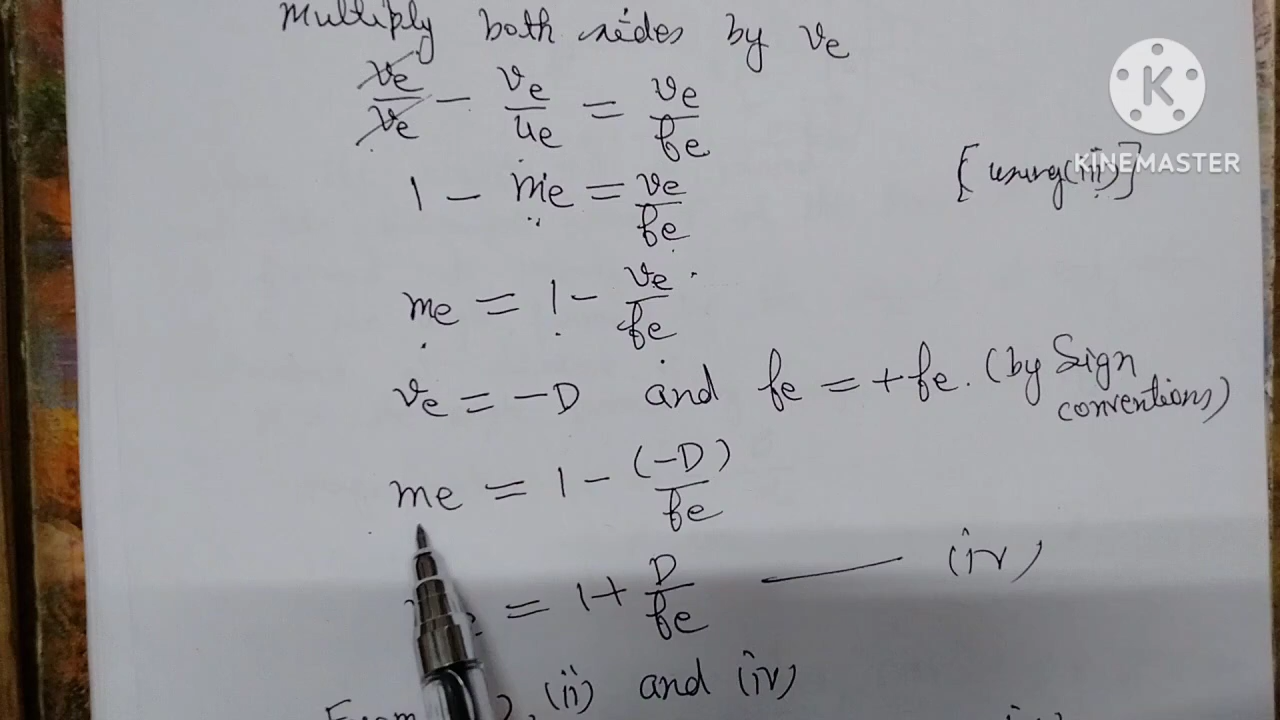 Multiply both sides by ve
ve/ve - ve/ue = ve/fe
1 - me = ve/fe [using(iii)]
me = 1 - ve/fe
ve = -D and fe = +fe. (by Sign conventions)
me = 1 - (-D)/fe
= 1 + D/fe —— (iv)
, (ii) and (iv)
K
KINEMASTER